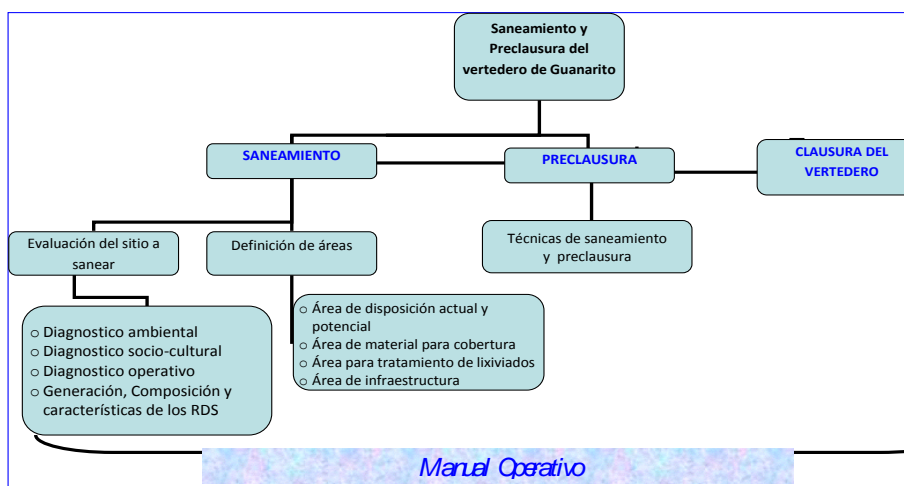 Saneamiento y
Preclausura del
vertedero de Guanarito
SANEAMIENTO
PRECLAUSURA
CLAUSURA DEL
VERTEDERO
Evaluación del sitio a
sanear
Definición de áreas
Técnicas de saneamiento
y preclausura
o Diagnostico ambiental
o Diagnostico socio-cultural
o Diagnostico operativo
o Generación, Composición y
características de los RDS
o Área de disposición actual y
potencial
o Área de material para cobertura
o Área para tratamiento de lixiviados
o Área de infraestructura
Manual Operativo